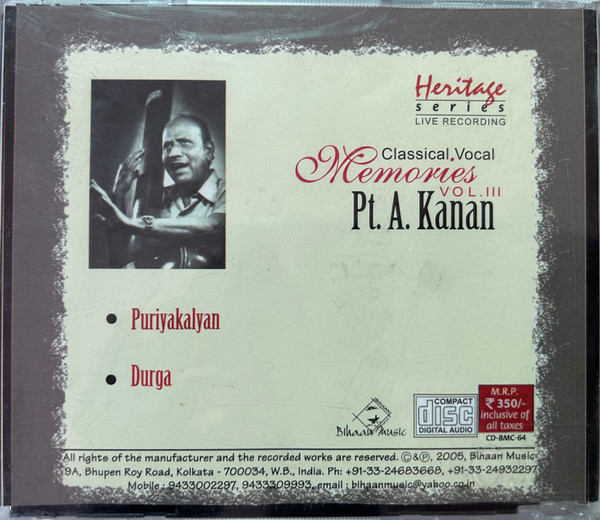 Heritage
series
LIVE RECORDING
Classical Vocal
Memories
VOL.III
Pt. A. Kanan
• Puriyakalyan
• Durga
Bihaan Music
COMPACT
disc
DIGITAL AUDIO
M.R.P.
₹ 350/-
inclusive of
all taxes
CD-BMC-64
All rights of the manufacturer and the recorded works are reserved. ©&℗, 2005, Bihaan Music
9A, Bhupen Roy Road, Kolkata - 700034, W.B., India. Ph: +91-33-24683668, +91-33-24932297
Mobile : 9433002297, 9433309993, email : bihaanmusic@yahoo.co.in